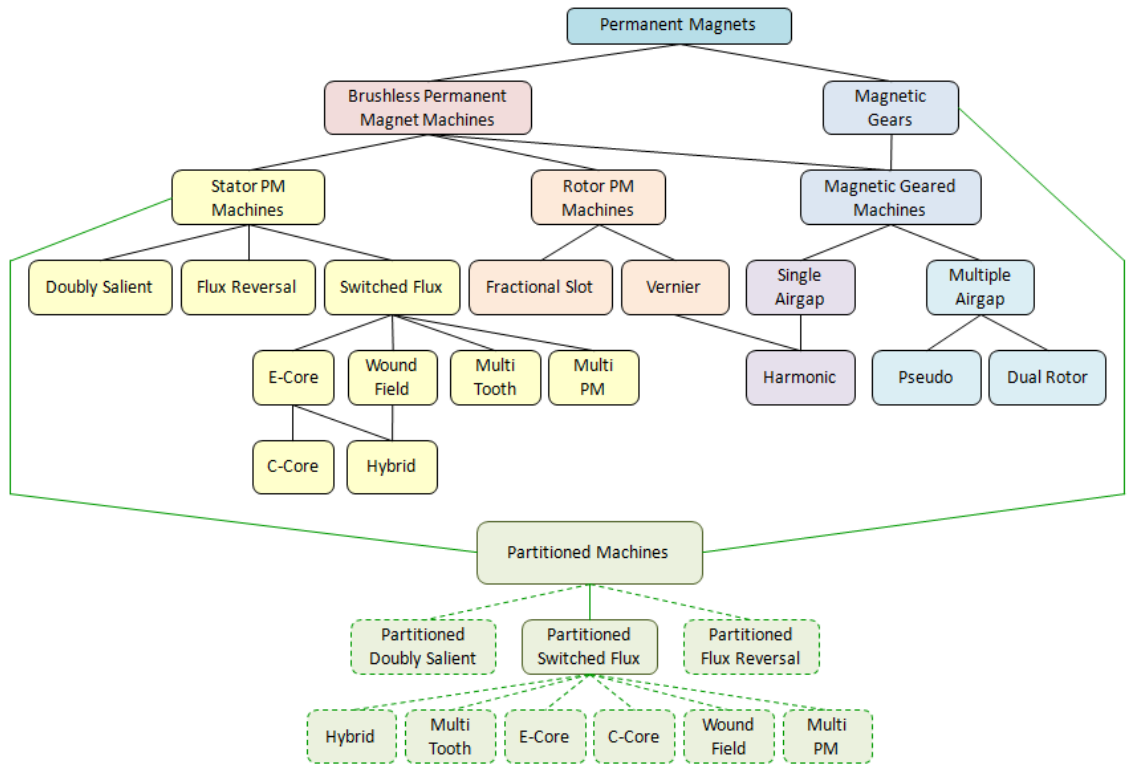 Permanent Magnets
Brushless Permanent
Magnet Machines
Magnetic
Gears
Stator PM
Machines
Rotor PM
Machines
Magnetic Geared
Machines
Doubly Salient
Flux Reversal
Switched Flux
Fractional Slot
Vernier
Single
Airgap
Multiple
Airgap
E-Core
Wound
Field
Multi
Tooth
Multi
PM
Harmonic
Pseudo
Dual Rotor
C-Core
Hybrid
Partitioned Machines
Partitioned
Doubly Salient
Partitioned
Switched Flux
Partitioned
Flux Reversal
Hybrid
Multi
Tooth
E-Core
C-Core
Wound
Field
Multi
PM